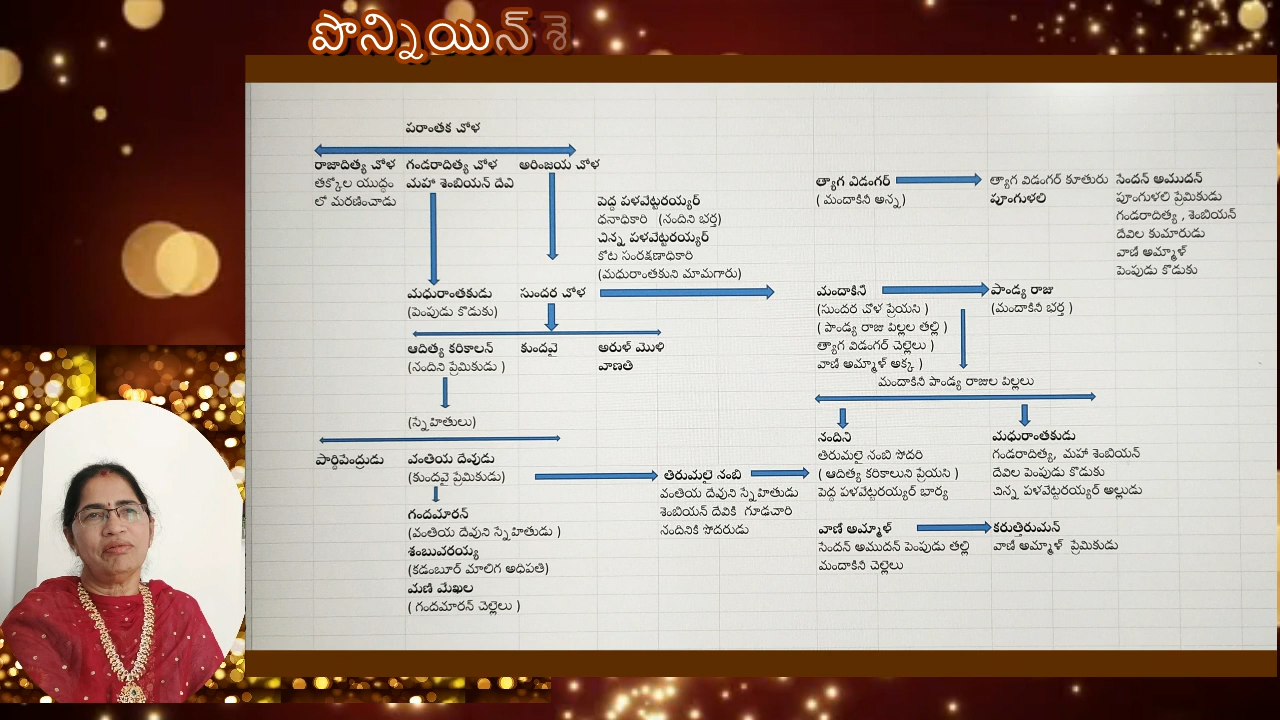 పొన్నియిన్ శె
పరాంతక చోళ
రాజాదిత్య చోళ గండరాదిత్య చోళ అరింజయ చోళ
తక్కోల యుద్ధం మహా శెంబియన్ దేవి
లో మరణించాడు
త్యాగ విడంగర్ త్యాగ విడంగర్ కూతురు సేందన్ అముదన్
( మందాకినీ అన్న ) పూంగుళలి పూంగుళలి ప్రేమికుడు
గండరాదిత్య , శెంబియన్
దేవిల కుమారుడు
వాణీ అమ్మాళ్
పెంపుడు కొడుకు
పెద్ద పళవెట్టరయ్యర్
ధనాధికారి (నందిని భర్త)
చిన్న పళవెట్టరయ్యర్
కోట సంరక్షణాధికారి
(మధురాంతకుని మామగారు)
మధురాంతకుడు సుందర చోళ మందాకిని పాండ్య రాజు
(పెంపుడు కొడుకు) (సుందర చోళ ప్రేయసి ) (మందాకినీ భర్త )
( పాండ్య రాజు పిల్లల తల్లి )
త్యాగ విడంగర్ చెల్లెలు )
వాణి అమ్మాళ్ అక్క )
ఆదిత్య కరికాలన్ కుందవై అరుళ్ మొళి
(నందిని ప్రేమికుడు ) వాణతి
మందాకినీ పాండ్య రాజుల పిల్లలు
(స్నేహితులు)
నందిని మధురాంతకుడు
తిరుమలై నంబి సోదరి గండరాదిత్య, మహా శెంబియన్
( ఆదిత్య కరికాలుని ప్రేయసి ) దేవిల పెంపుడు కొడుకు
పెద్ద పళవెట్టరయ్యర్ బార్య చిన్న పళవెట్టరయ్యర్ అల్లుడు
పార్థిపేంద్రుడు వంతియ దేవుడు
(కుందవై ప్రేమికుడు) తిరుమలై నంబి
వంతియ దేవుని స్నేహితుడు
శెంబియన్ దేవికి గూఢచారి
నందినికి సోదరుడు
గందమారన్
(వంతియ దేవుని స్నేహితుడు )
శంబువరయ్య
(కడంబూర్ మాలిగ అధిపతి)
మణి మేఖల
( గందమారన్ చెల్లెలు )
వాణీ అమ్మాళ్ కరుత్తిరుమన్
సేందన్ అముదన్ పెంపుడు తల్లి వాణీ అమ్మాళ్ ప్రేమికుడు
మందాకినీ చెల్లెలు